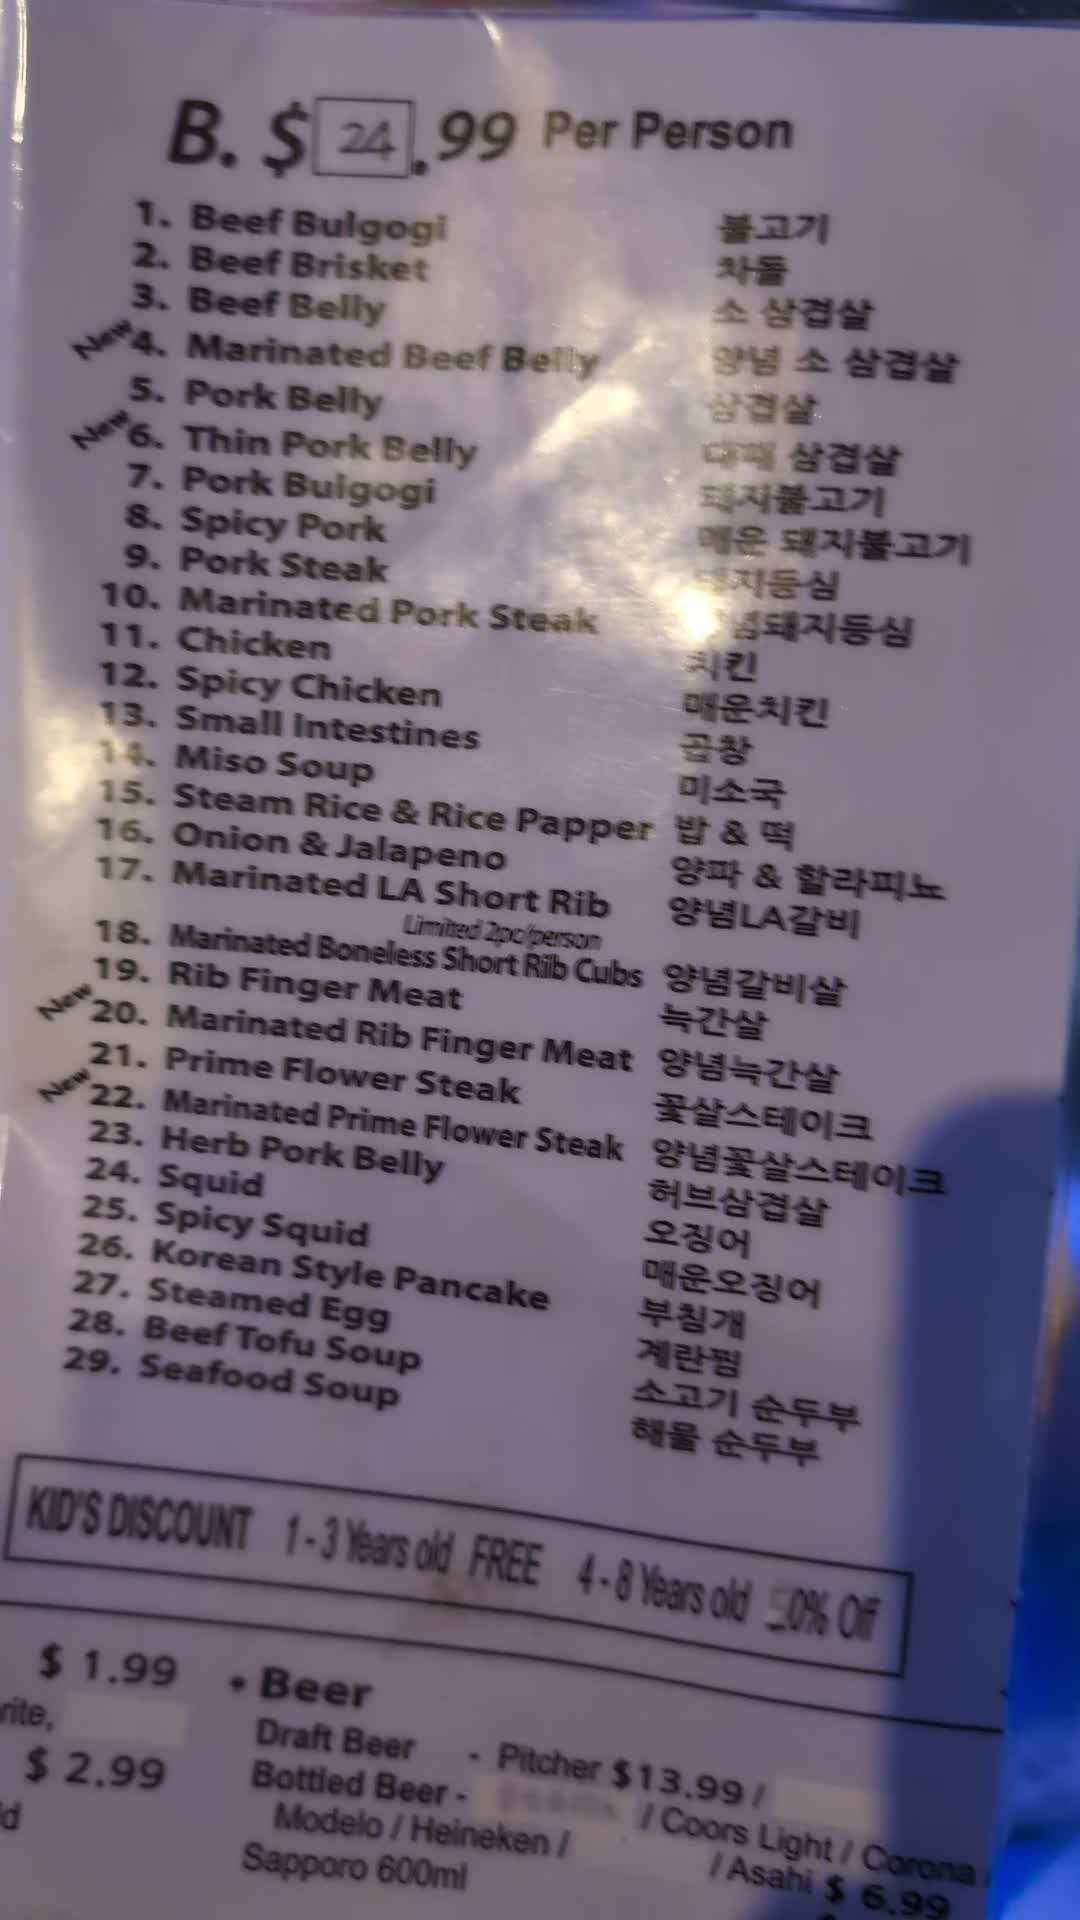 B. $ 24 .99 Per Person
1. Beef Bulgogi 불고기
2. Beef Brisket 차돌
3. Beef Belly 소 삼겹살
New 4. Marinated Beef Belly 양념 소 삼겹살
5. Pork Belly 삼겹살
New 6. Thin Pork Belly 대패 삼겹살
7. Pork Bulgogi 돼지불고기
8. Spicy Pork 매운 돼지불고기
9. Pork Steak 돼지등심
10. Marinated Pork Steak 양념돼지등심
11. Chicken 치킨
12. Spicy Chicken 매운치킨
13. Small Intestines 곱창
14. Miso Soup 미소국
15. Steam Rice & Rice Papper 밥 & 떡
16. Onion & Jalapeno 양파 & 할라피뇨
17. Marinated LA Short Rib 양념LA갈비
Limited 2pc/person
18. Marinated Boneless Short Rib Cubs 양념갈비살
19. Rib Finger Meat 늑간살
New 20. Marinated Rib Finger Meat 양념늑간살
21. Prime Flower Steak 꽃살스테이크
New 22. Marinated Prime Flower Steak 양념꽃살스테이크
23. Herb Pork Belly 허브삼겹살
24. Squid 오징어
25. Spicy Squid 매운오징어
26. Korean Style Pancake 부침개
27. Steamed Egg 계란찜
28. Beef Tofu Soup 소고기 순두부
29. Seafood Soup 해물 순두부
KID'S DISCOUNT 1 - 3 Years old FREE 4 - 8 Years old 50% Off
$ 1.99
rite,
$ 2.99
• Beer
Draft Beer - Pitcher $13.99 /
Bottled Beer - / Coors Light / Corona /
Modelo / Heineken / / Asahi $ 6.99
Sapporo 600ml